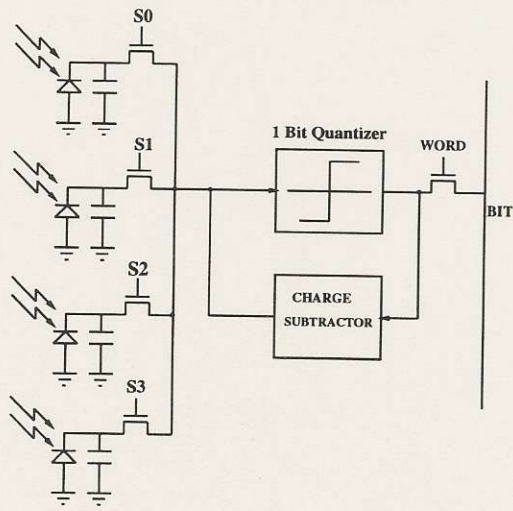 S0
S1
1 Bit Quantizer
WORD
BIT
S2
CHARGE
SUBTRACTOR
S3